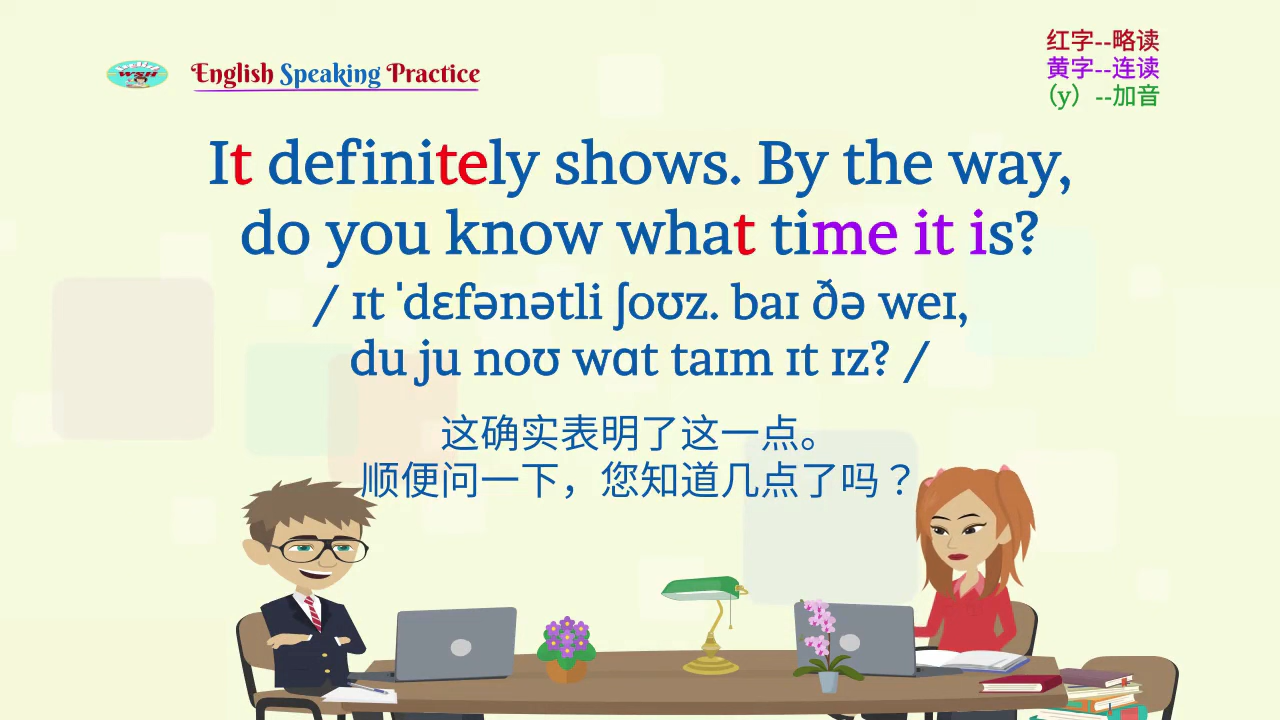 WSH
English Speaking Practice
红字--略读
黄字--连读
（y）--加音
It definitely shows. By the way,
do you know what time it is?
/ ɪt ˈdɛfənətli ʃoʊz. baɪ ðə weɪ,
du ju noʊ wɑt taɪm ɪt ɪz? /
这确实表明了这一点。
顺便问一下，您知道几点了吗？